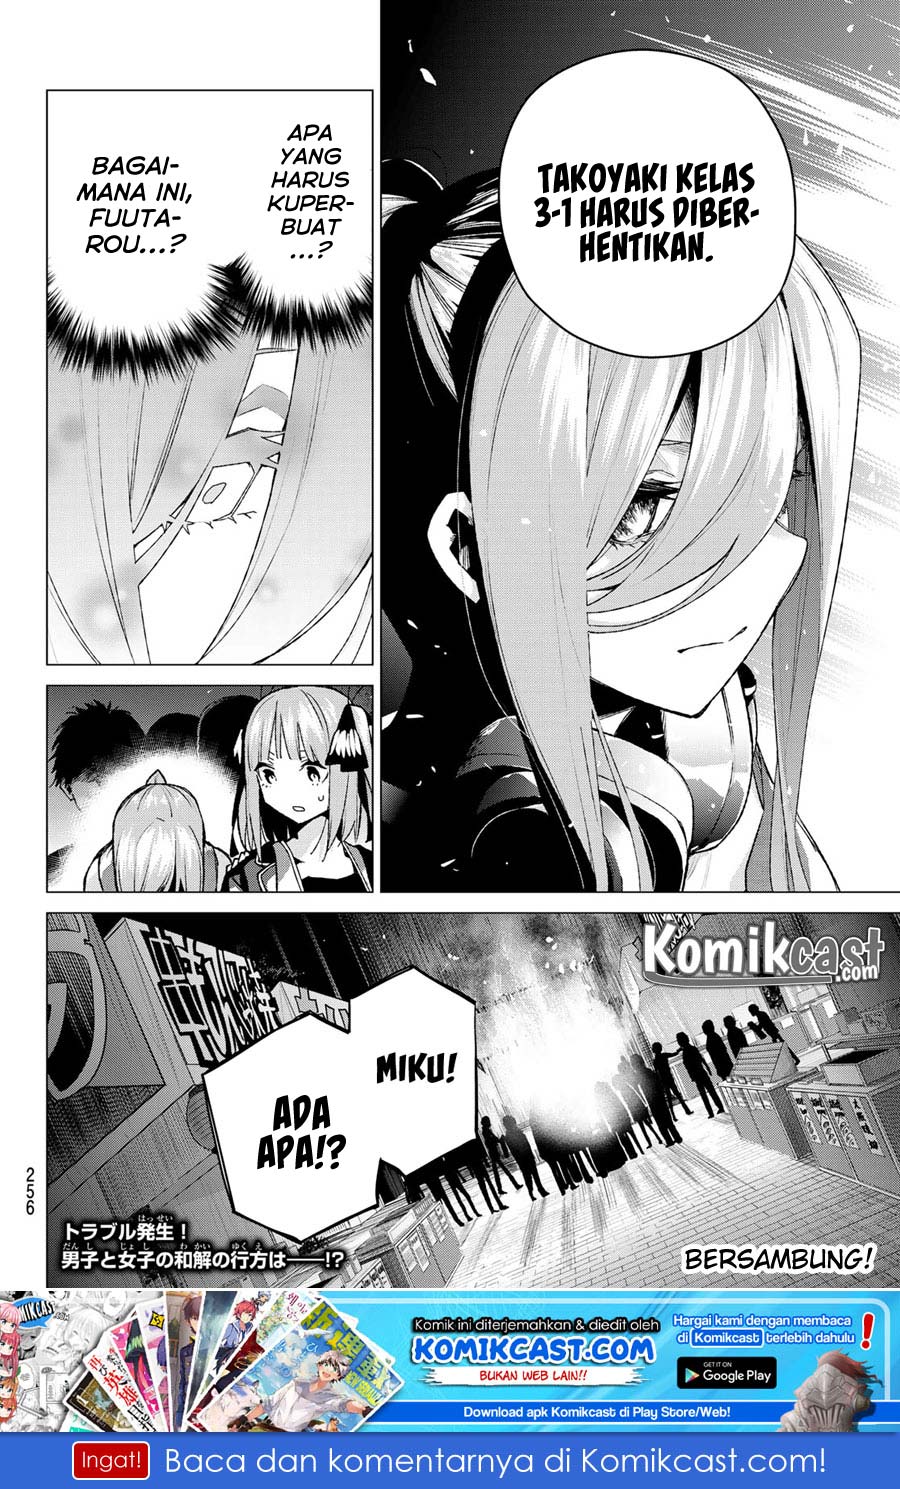 TAKOYAKI KELAS
3-1 HARUS DIBER-
HENTIKAN.
APA
YANG
HARUS
KUPER-
BUAT
...?
BAGAI-
MANA INI,
FUUTA-
ROU...?
Komikcast
.com
MIKU!
ADA
APA!?
256
トラブル発生！
男子と女子の和解の行方は——!?
BERSAMBUNG!
Komik ini diterjemahkan & diedit oleh
KOMIKCAST.COM
BUKAN WEB LAIN!!
Hargai kami dengan membaca
di Komikcast terlebih dahulu !
GET IT ON
Google Play
Download apk Komikcast di Play Store/Web!
Ingat! Baca dan komentarnya di Komikcast.com!